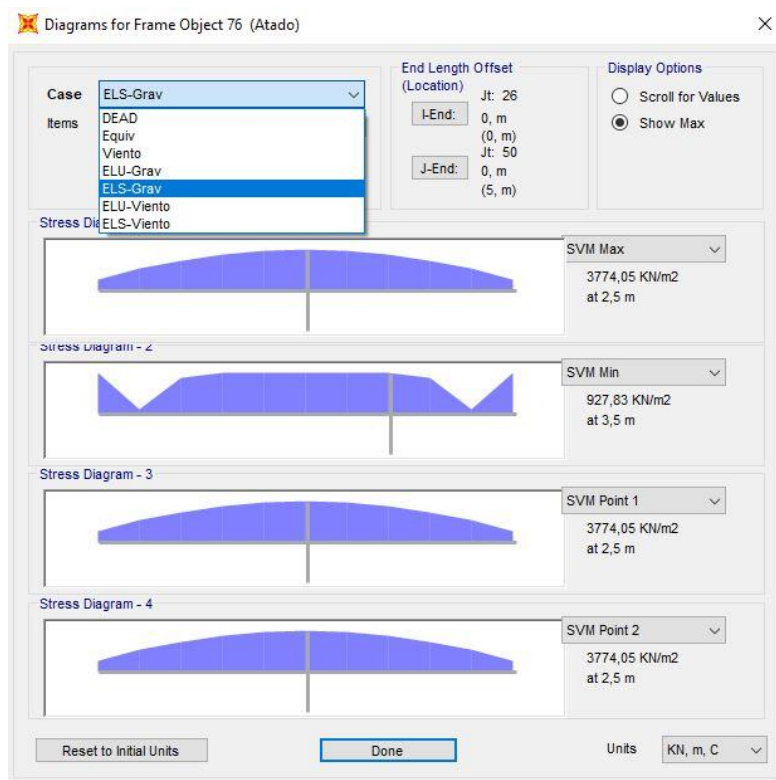 Diagrams for Frame Object 76 (Atado)
Case
ELS-Grav
Items
DEAD
Equiv
Viento
ELU-Grav
ELS-Grav
ELU-Viento
ELS-Viento
End Length Offset
(Location)
Jt: 26
I-End:
0, m
(0, m)
Jt: 50
J-End:
0, m
(5, m)
Display Options
Scroll for Values
Show Max
SVM Max
3774,05 KN/m2
at 2,5 m
Stress Diagram - 2
SVM Min
927,83 KN/m2
at 3,5 m
Stress Diagram - 3
SVM Point 1
3774,05 KN/m2
at 2,5 m
Stress Diagram - 4
SVM Point 2
3774,05 KN/m2
at 2,5 m
Reset to Initial Units
Done
Units
KN, m, C